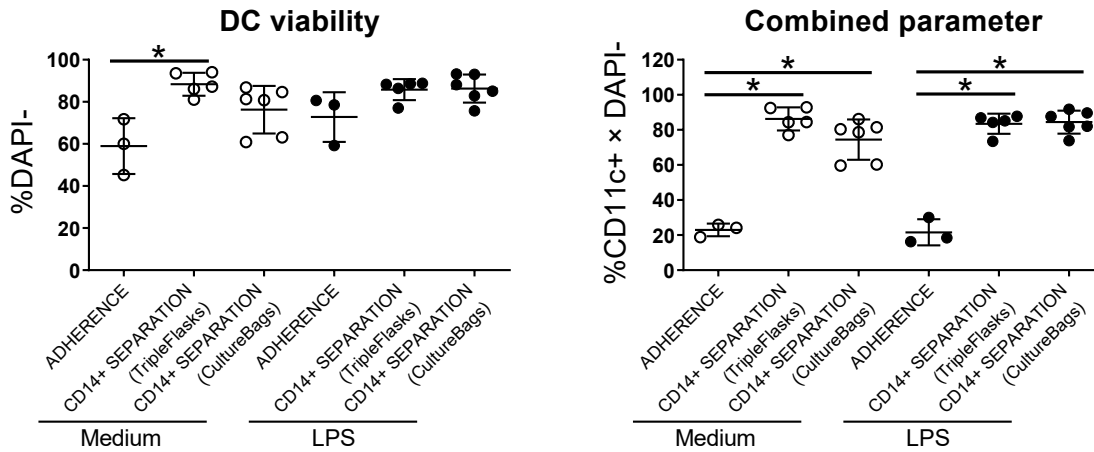 DC viability
*
%DAPI-
100
80
60
40
20
0
ADHERENCE
CD14+ SEPARATION
(TripleFlasks)
CD14+ SEPARATION
(CultureBags)
ADHERENCE
CD14+ SEPARATION
(TripleFlasks)
CD14+ SEPARATION
(CultureBags)
Medium
LPS
Combined parameter
*
*
*
*
%CD11c+ × DAPI-
120
100
80
60
40
20
0
ADHERENCE
CD14+ SEPARATION
(TripleFlasks)
CD14+ SEPARATION
(CultureBags)
ADHERENCE
CD14+ SEPARATION
(TripleFlasks)
CD14+ SEPARATION
(CultureBags)
Medium
LPS